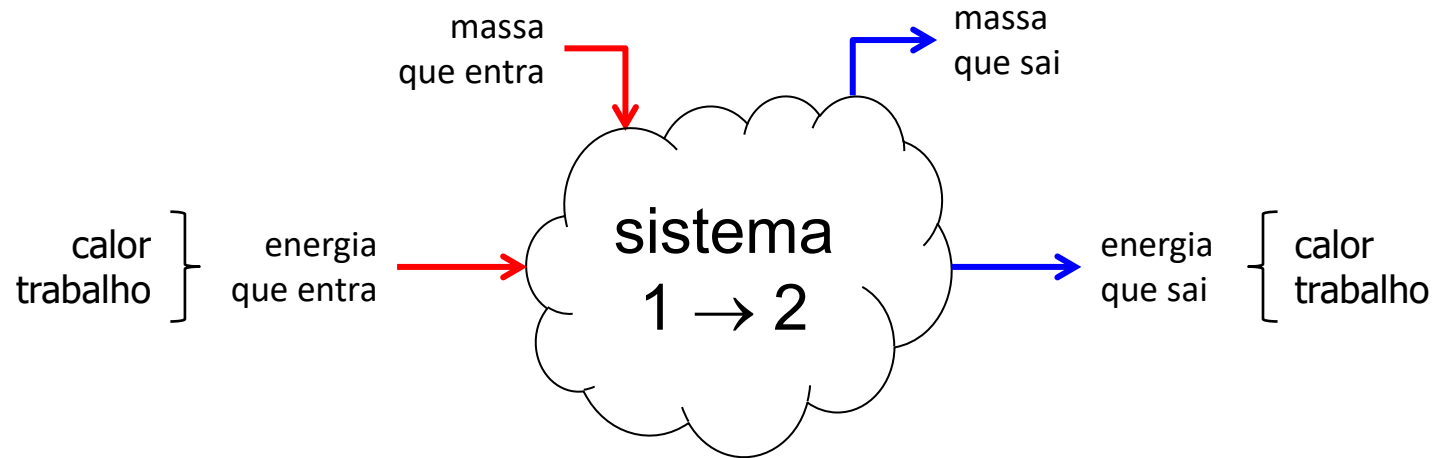 massa
que entra
massa
que sai
calor
trabalho
energia
que entra
sistema
1 → 2
energia
que sai
calor
trabalho